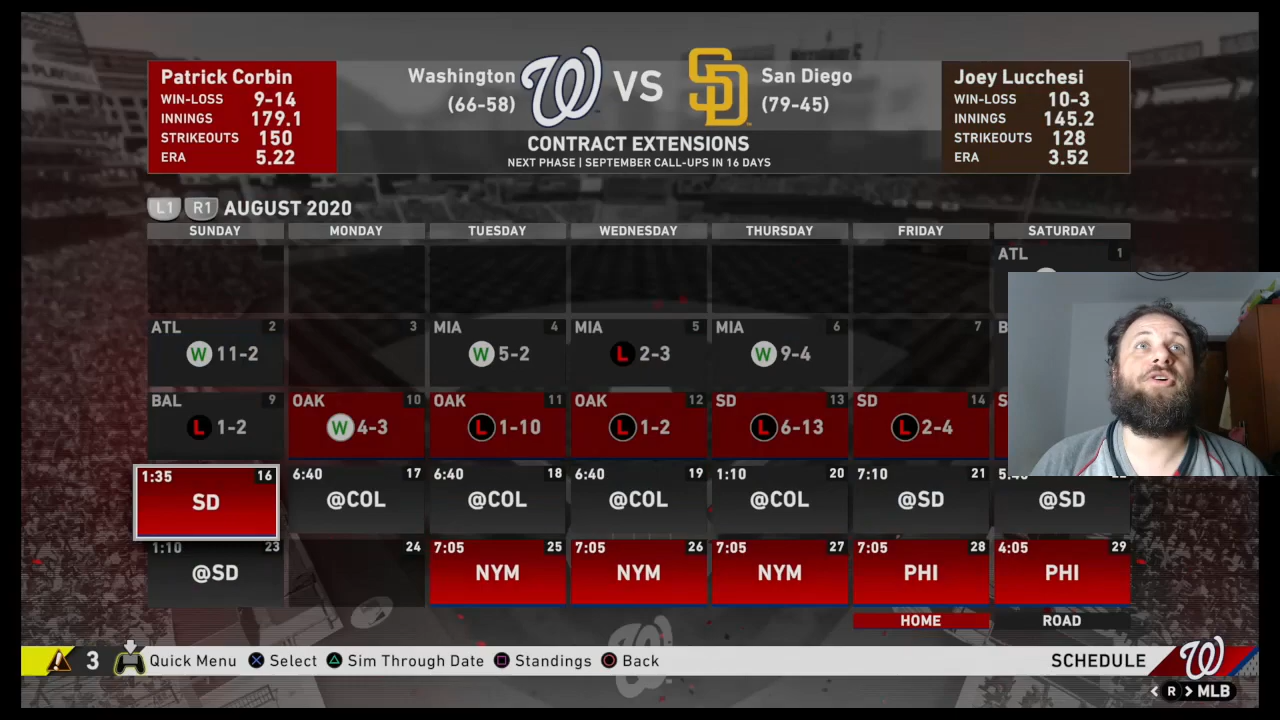 Patrick Corbin
WIN-LOSS 9-14
INNINGS 179.1
STRIKEOUTS 150
ERA 5.22
Washington
(66-58)
W VS SD
San Diego
(79-45)
CONTRACT EXTENSIONS
NEXT PHASE | SEPTEMBER CALL-UPS IN 16 DAYS
Joey Lucchesi
WIN-LOSS 10-3
INNINGS 145.2
STRIKEOUTS 128
ERA 3.52
L1 R1 AUGUST 2020
SUNDAY MONDAY TUESDAY WEDNESDAY THURSDAY FRIDAY SATURDAY
ATL 1
ATL 2 3 MIA 4 MIA 5 MIA 6 7 B
W 11-2 W 5-2 L 2-3 W 9-4
BAL 9 OAK 10 OAK 11 OAK 12 SD 13 SD 14 S
L 1-2 W 4-3 L 1-10 L 1-2 L 6-13 L 2-4
1:35 16 6:40 17 6:40 18 6:40 19 1:10 20 7:10 21
SD @COL @COL @COL @COL @SD @SD
1:10 23 24 7:05 25 7:05 26 7:05 27 7:05 28 4:05 29
@SD NYM NYM NYM PHI PHI
HOME ROAD
3 Quick Menu Select Sim Through Date Standings Back SCHEDULE W
< R > MLB